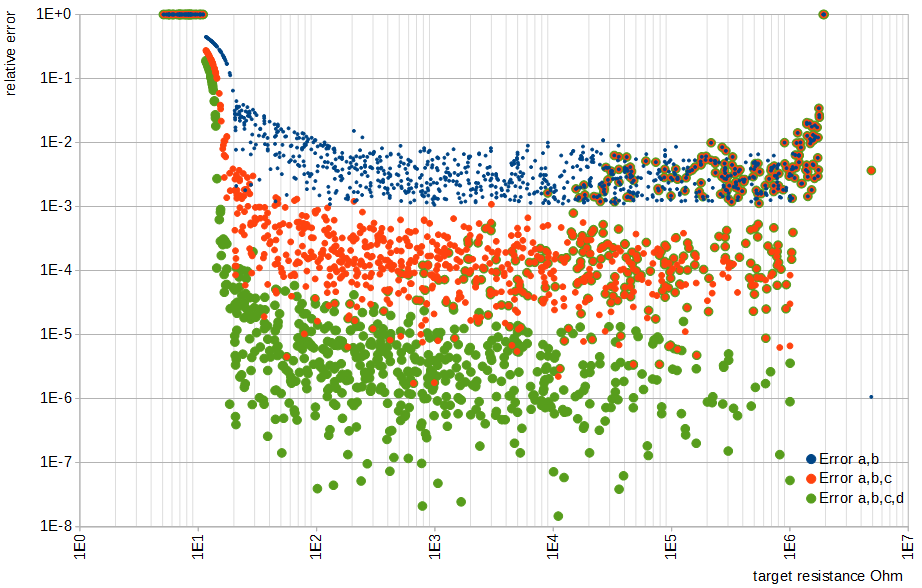 relative error
1E+0
1E-1
1E-2
1E-3
1E-4
1E-5
1E-6
1E-7
1E-8
Error a,b
Error a,b,c
Error a,b,c,d
1E0
1E1
1E2
1E3
1E4
1E5
1E6
1E7
target resistance Ohm